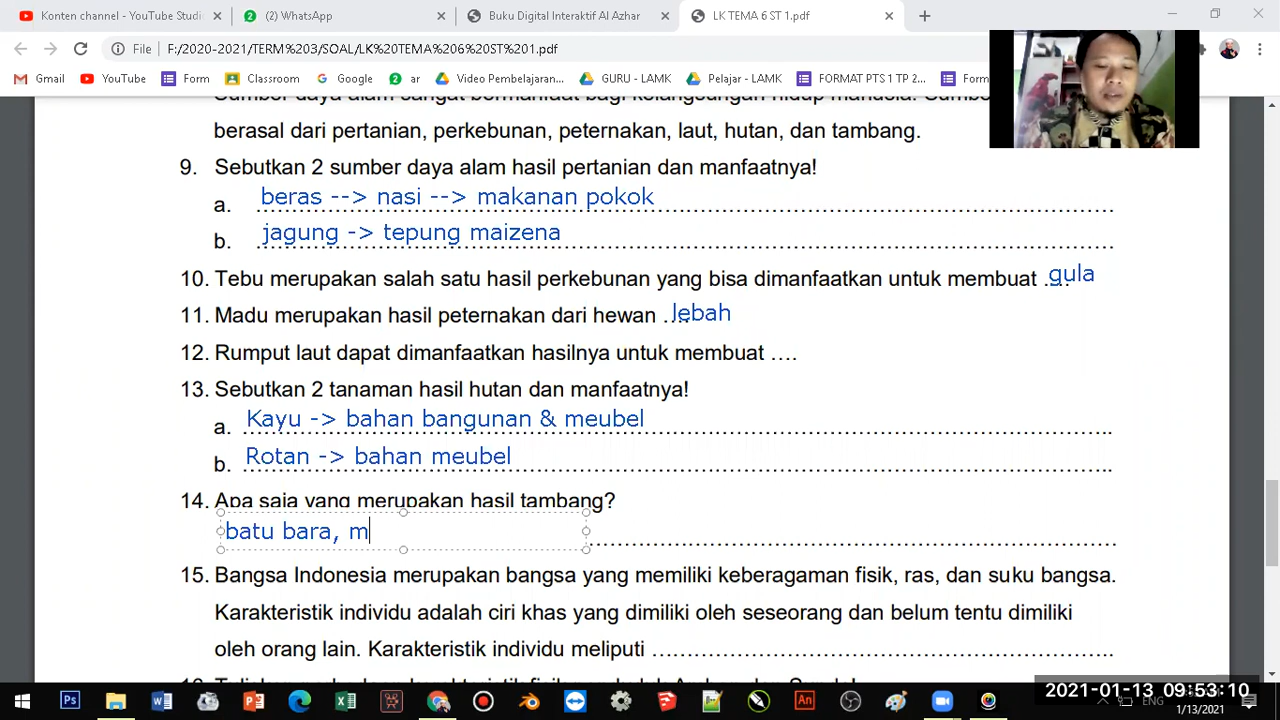 YouTube Konten channel - YouTube Studi
2 (2) WhatsApp
Buku Digital Interaktif Al Azhar
LK TEMA 6 ST 1.pdf
File F:/2020-2021/TERM%203/SOAL/LK%20TEMA%206%20ST%201.pdf
Gmail YouTube Form Classroom Google 2 ar Video Pembelajaran... GURU - LAMK Pelajar - LAMK FORMAT PTS 1 TP 2... Form
berasal dari pertanian, perkebunan, peternakan, laut, hutan, dan tambang.
9. Sebutkan 2 sumber daya alam hasil pertanian dan manfaatnya!
a. beras --> nasi --> makanan pokok
b. jagung -> tepung maizena
10. Tebu merupakan salah satu hasil perkebunan yang bisa dimanfaatkan untuk membuat .... gula
11. Madu merupakan hasil peternakan dari hewan .... lebah
12. Rumput laut dapat dimanfaatkan hasilnya untuk membuat ....
13. Sebutkan 2 tanaman hasil hutan dan manfaatnya!
a. Kayu -> bahan bangunan & meubel
b. Rotan -> bahan meubel
14. Apa saja yang merupakan hasil tambang?
batu bara, m
15. Bangsa Indonesia merupakan bangsa yang memiliki keberagaman fisik, ras, dan suku bangsa.
Karakteristik individu adalah ciri khas yang dimiliki oleh seseorang dan belum tentu dimiliki
oleh orang lain. Karakteristik individu meliputi ....
2021-01-13 09:53:10
ENG 1/13/2021